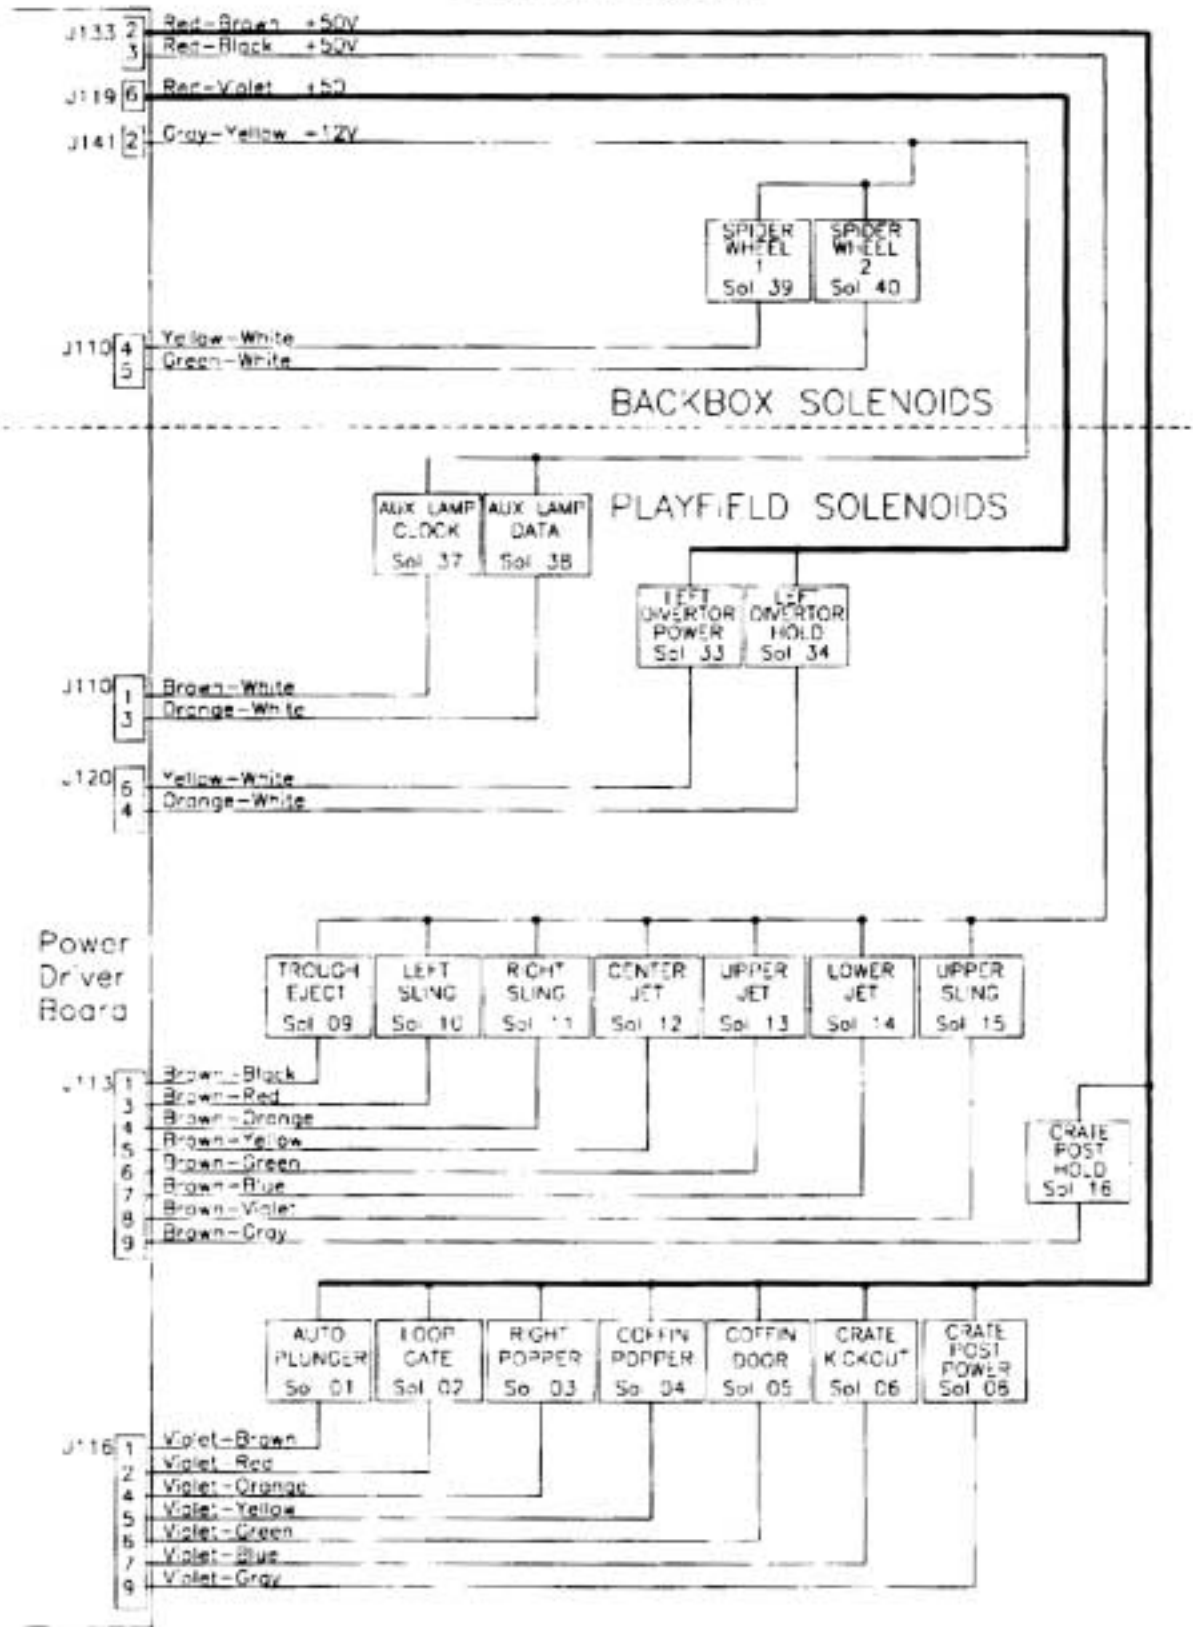 J133 2 Red-Brown +50V
3 Red-Black +50V
J119 6 Red-Violet +50
J141 2 Gray-Yellow +12V
SPIDER WHEEL 1 Sol 39
SPIDER WHEEL 2 Sol 40
J110 4 Yellow-White
5 Green-White
BACKBOX SOLENOIDS
PLAYFIELD SOLENOIDS
AUX LAMP CLOCK Sol 37
AUX LAMP DATA Sol 38
LEFT DIVERTOR POWER Sol 33
LEFT DIVERTOR HOLD Sol 34
J110 1 Brown-White
3 Orange-White
J120 6 Yellow-White
4 Orange-White
Power
Driver
Board
TROUGH EJECT Sol 09
LEFT SLING Sol 10
RIGHT SLING Sol 11
CENTER JET Sol 12
UPPER JET Sol 13
LOWER JET Sol 14
UPPER SLING Sol 15
J113 1 Brown-Black
3 Brown-Red
4 Brown-Orange
5 Brown-Yellow
6 Brown-Green
7 Brown-Blue
8 Brown-Violet
9 Brown-Gray
CRATE POST HOLD Sol 16
AUTO PLUNGER Sol 01
LOOP GATE Sol 02
RIGHT POPPER Sol 03
COFFIN POPPER Sol 04
COFFIN DOOR Sol 05
CRATE KICKOUT Sol 06
CRATE POST POWER Sol 08
J116 1 Violet-Brown
2 Violet-Red
4 Violet-Orange
5 Violet-Yellow
6 Violet-Green
7 Violet-Blue
9 Violet-Gray